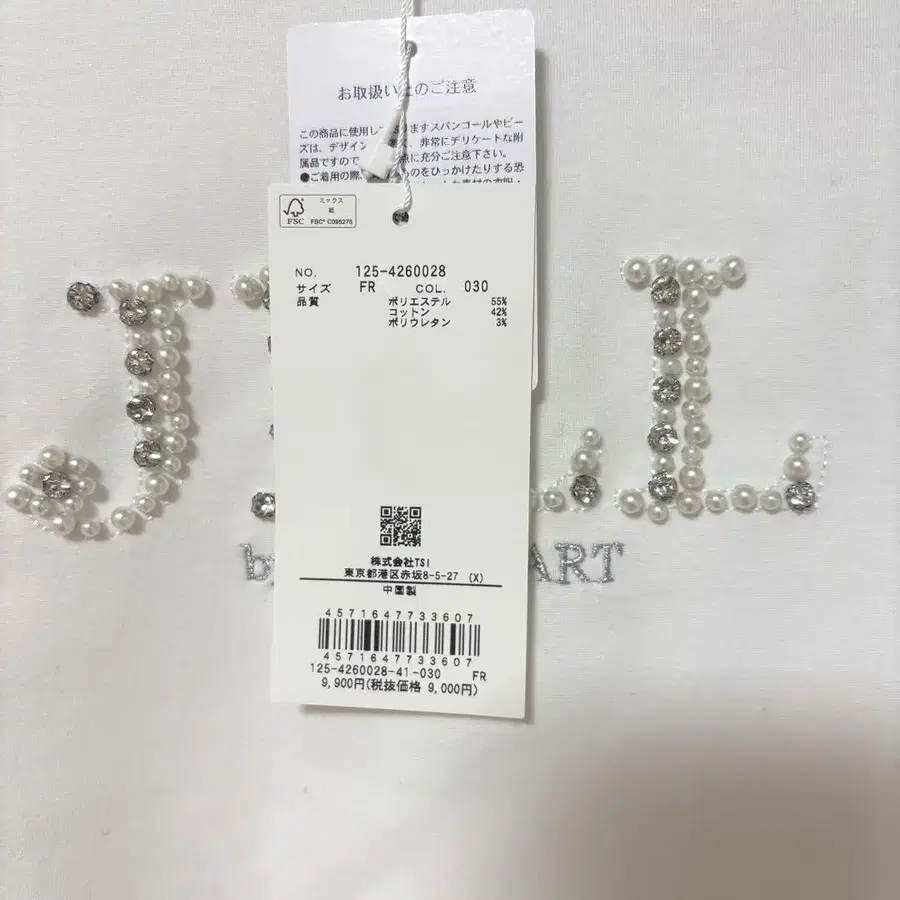 お取扱い上のご注意
この商品に使用しておりますスパンコールやビー
ズは、デザイン 、非常にデリケートな附
属品ですので 点に充分ご注意下さい。
●ご着用の際、 ものをひっかけたりする恐
FSC
ミックス
紙
FSC® C095276
NO. 125-4260028
サイズ FR COL. 030
品質 ポリエステル 55%
コットン 42%
ポリウレタン 3%
J LL
b ART
株式会社TSI
東京都港区赤坂8-5-27 (X)
中国製
4571647733607
4571647733607
125-4260028-41-030 FR
9,900円(税抜価格 9,000円)